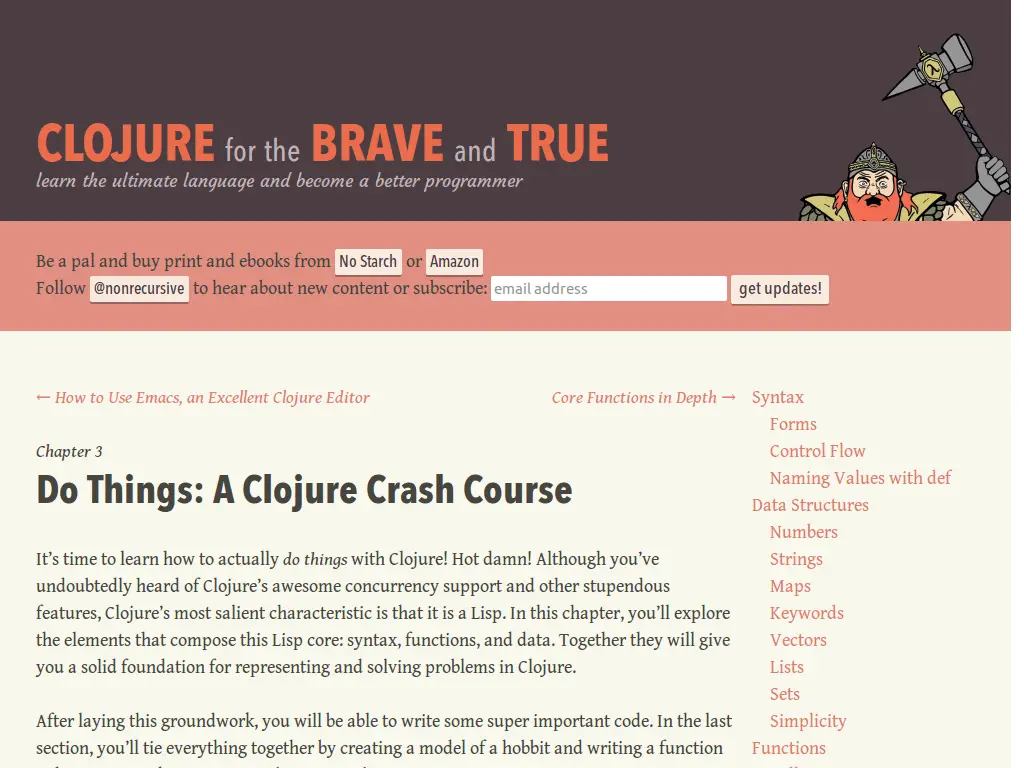 CLOJURE for the BRAVE and TRUE
learn the ultimate language and become a better programmer
Be a pal and buy print and ebooks from No Starch or Amazon
Follow @nonrecursive to hear about new content or subscribe: email address get updates!
← How to Use Emacs, an Excellent Clojure Editor
Core Functions in Depth →
Chapter 3
Do Things: A Clojure Crash Course
It’s time to learn how to actually do things with Clojure! Hot damn! Although you’ve
undoubtedly heard of Clojure’s awesome concurrency support and other stupendous
features, Clojure’s most salient characteristic is that it is a Lisp. In this chapter, you’ll explore
the elements that compose this Lisp core: syntax, functions, and data. Together they will give
you a solid foundation for representing and solving problems in Clojure.
After laying this groundwork, you will be able to write some super important code. In the last
section, you’ll tie everything together by creating a model of a hobbit and writing a function
Syntax
Forms
Control Flow
Naming Values with def
Data Structures
Numbers
Strings
Maps
Keywords
Vectors
Lists
Sets
Simplicity
Functions